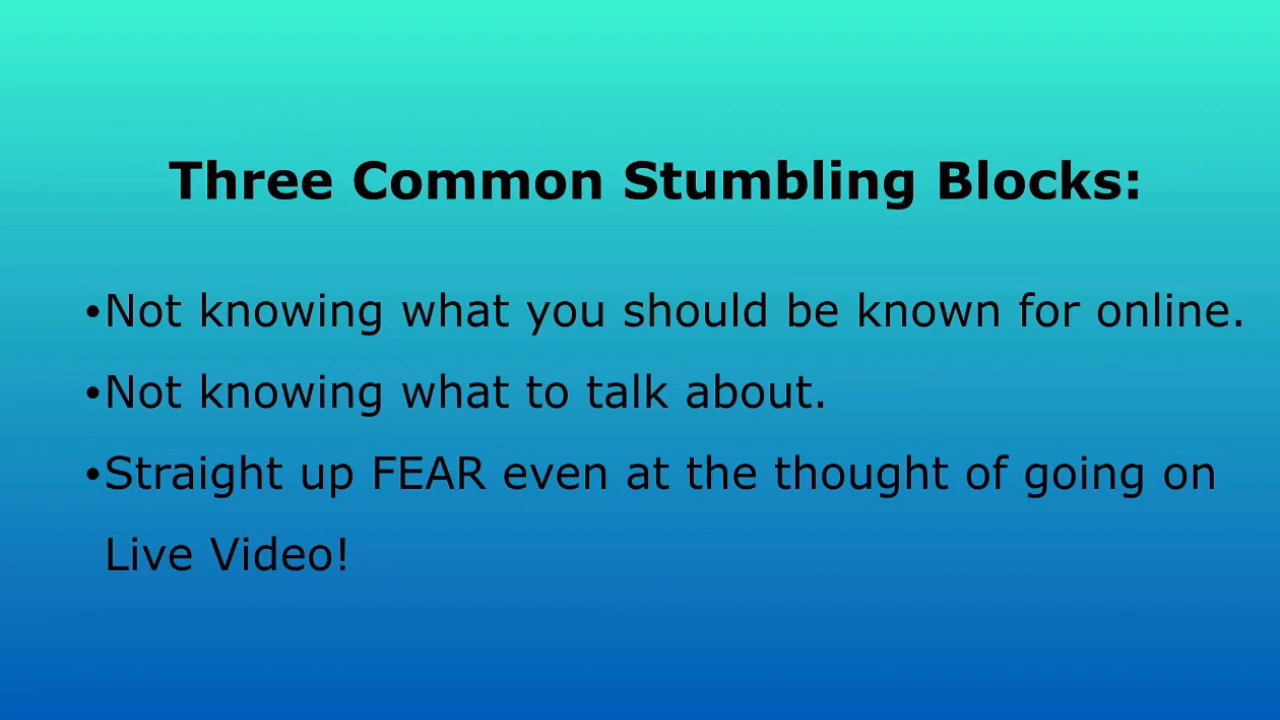 Three Common Stumbling Blocks:
•Not knowing what you should be known for online.
•Not knowing what to talk about.
•Straight up FEAR even at the thought of going on
Live Video!